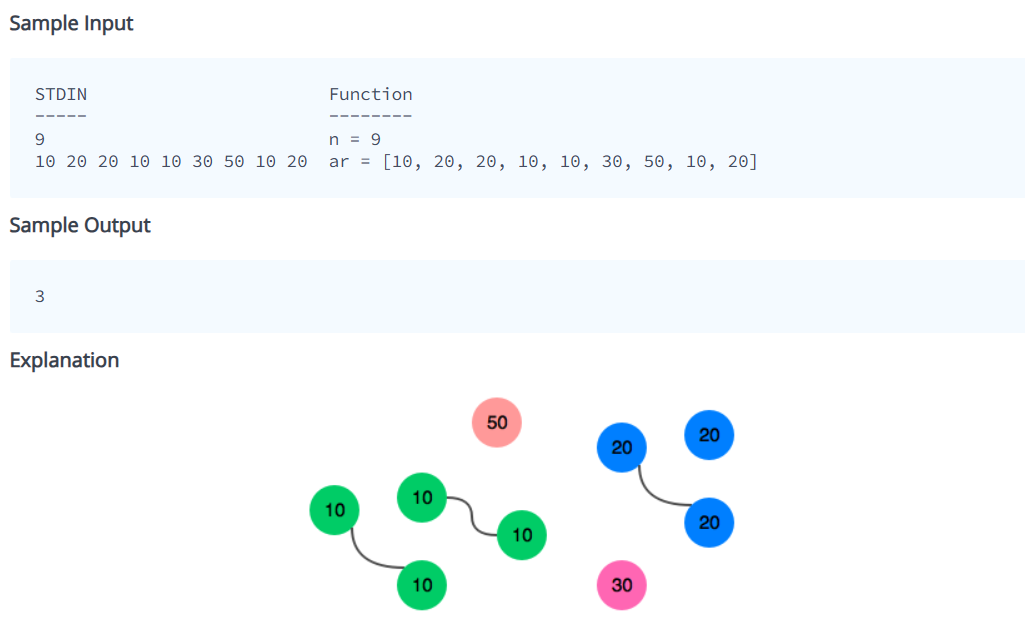 Sample Input
STDIN Function
----- --------
9 n = 9
10 20 20 10 10 30 50 10 20 ar = [10, 20, 20, 10, 10, 30, 50, 10, 20]
Sample Output
3
Explanation
50
20
20
10
10
20
10
10
30